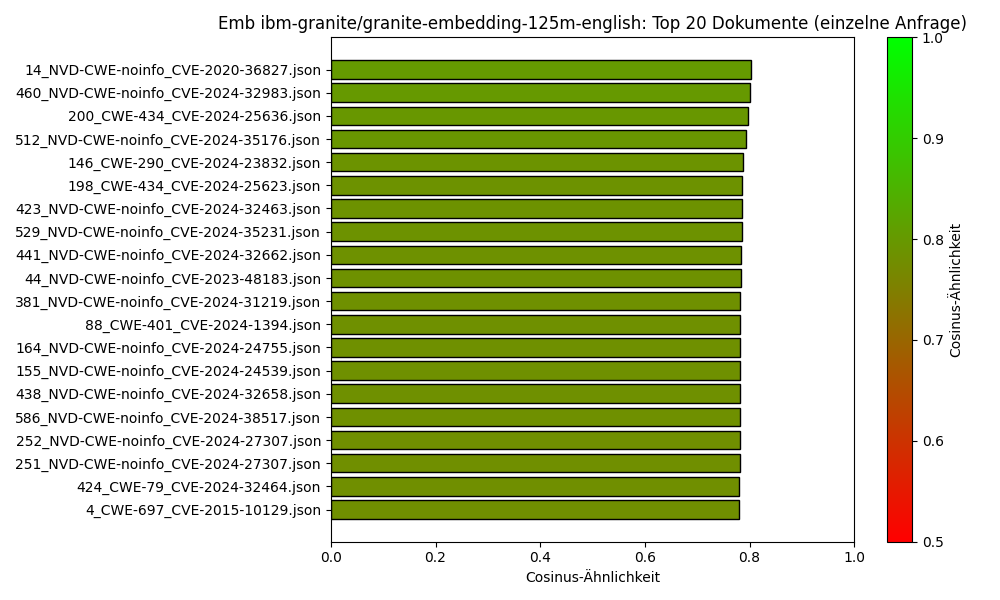 Emb ibm-granite/granite-embedding-125m-english: Top 20 Dokumente (einzelne Anfrage)
14_NVD-CWE-noinfo_CVE-2020-36827.json
460_NVD-CWE-noinfo_CVE-2024-32983.json
200_CWE-434_CVE-2024-25636.json
512_NVD-CWE-noinfo_CVE-2024-35176.json
146_CWE-290_CVE-2024-23832.json
198_CWE-434_CVE-2024-25623.json
423_NVD-CWE-noinfo_CVE-2024-32463.json
529_NVD-CWE-noinfo_CVE-2024-35231.json
441_NVD-CWE-noinfo_CVE-2024-32662.json
44_NVD-CWE-noinfo_CVE-2023-48183.json
381_NVD-CWE-noinfo_CVE-2024-31219.json
88_CWE-401_CVE-2024-1394.json
164_NVD-CWE-noinfo_CVE-2024-24755.json
155_NVD-CWE-noinfo_CVE-2024-24539.json
438_NVD-CWE-noinfo_CVE-2024-32658.json
586_NVD-CWE-noinfo_CVE-2024-38517.json
252_NVD-CWE-noinfo_CVE-2024-27307.json
251_NVD-CWE-noinfo_CVE-2024-27307.json
424_CWE-79_CVE-2024-32464.json
4_CWE-697_CVE-2015-10129.json
0.0 0.2 0.4 0.6 0.8 1.0
Cosinus-Ähnlichkeit
1.0
0.9
0.8
0.7
0.6
0.5
Cosinus-Ähnlichkeit